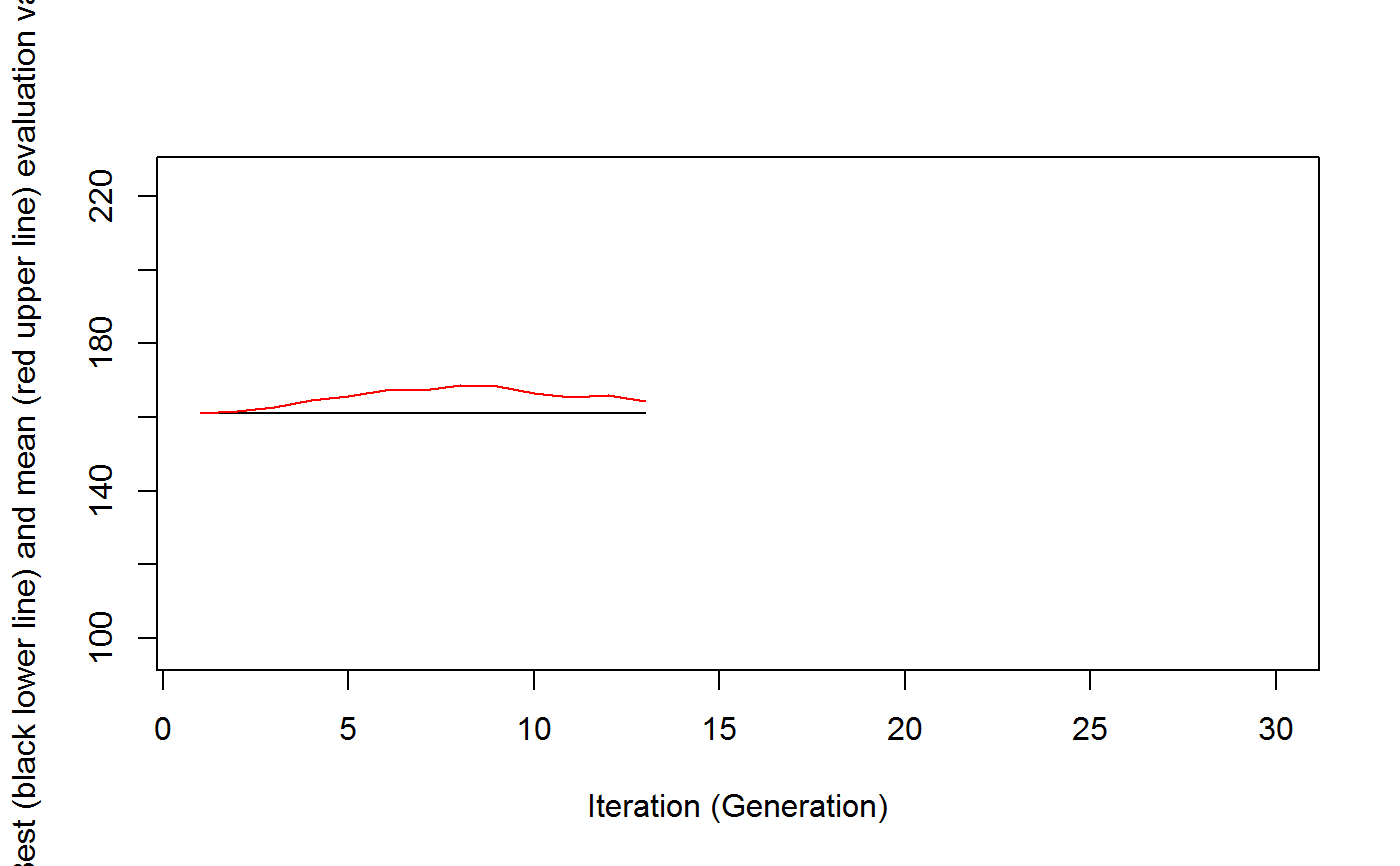 Best (black lower line) and mean (red upper line) evaluation va
220
180
140
100
0 5 10 15 20 25 30
Iteration (Generation)